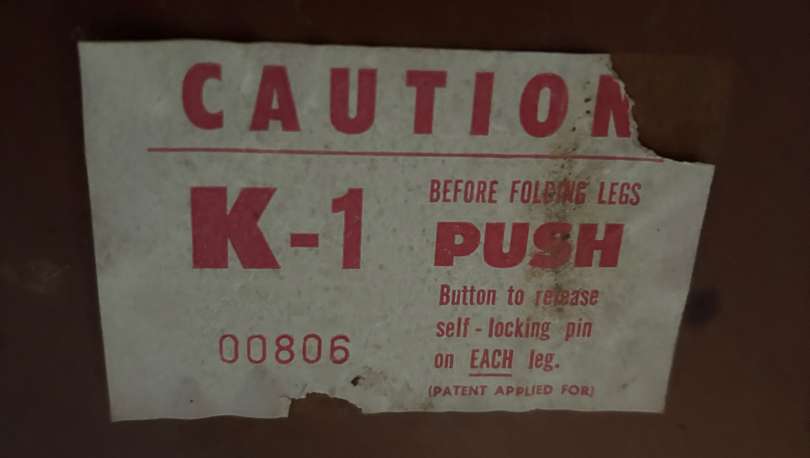 CAUTION
K-1
00806
BEFORE FOLDING LEGS
PUSH
Button to release
self-locking pin
on EACH leg.
(PATENT APPLIED FOR)